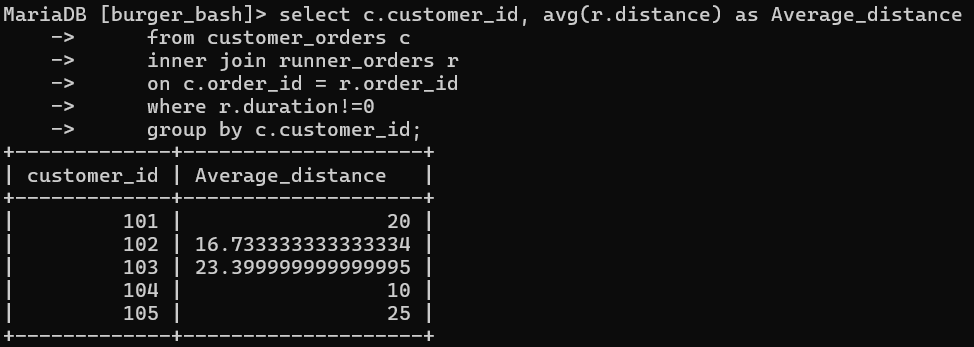 MariaDB [burger_bash]> select c.customer_id, avg(r.distance) as Average_distance
    ->      from customer_orders c
    ->      inner join runner_orders r
    ->      on c.order_id = r.order_id
    ->      where r.duration!=0
    ->      group by c.customer_id;
+-------------+--------------------+
| customer_id | Average_distance   |
+-------------+--------------------+
|         101 |                 20 |
|         102 | 16.733333333333334 |
|         103 | 23.399999999999995 |
|         104 |                 10 |
|         105 |                 25 |
+-------------+--------------------+